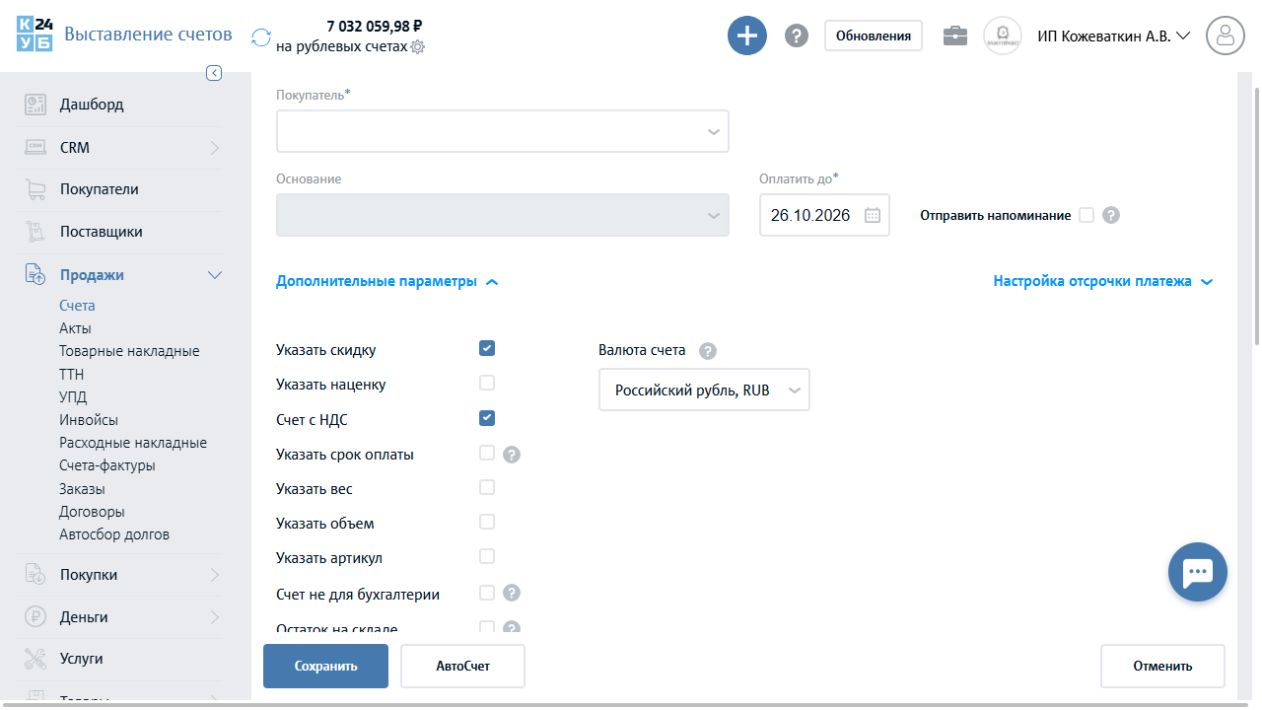 К 24
У Б
Выставление счетов
7 032 059,98 ₽
на рублевых счетах
Обновления
ИП Кожеваткин А.В.
Дашборд
CRM
Покупатели
Поставщики
Продажи
Счета
Акты
Товарные накладные
ТТН
УПД
Инвойсы
Расходные накладные
Счета-фактуры
Заказы
Договоры
Автосбор долгов
Покупки
Деньги
Услуги
Товары
Покупатель*
Основание
Оплатить до*
26.10.2026
Отправить напоминание
?
Дополнительные параметры
Настройка отсрочки платежа
Указать скидку
Валюта счета ?
Указать наценку
Российский рубль, RUB
Счет с НДС
Указать срок оплаты ?
Указать вес
Указать объем
Указать артикул
Счет не для бухгалтерии ?
Остаток на складе ?
Сохранить
АвтоСчет
Отменить